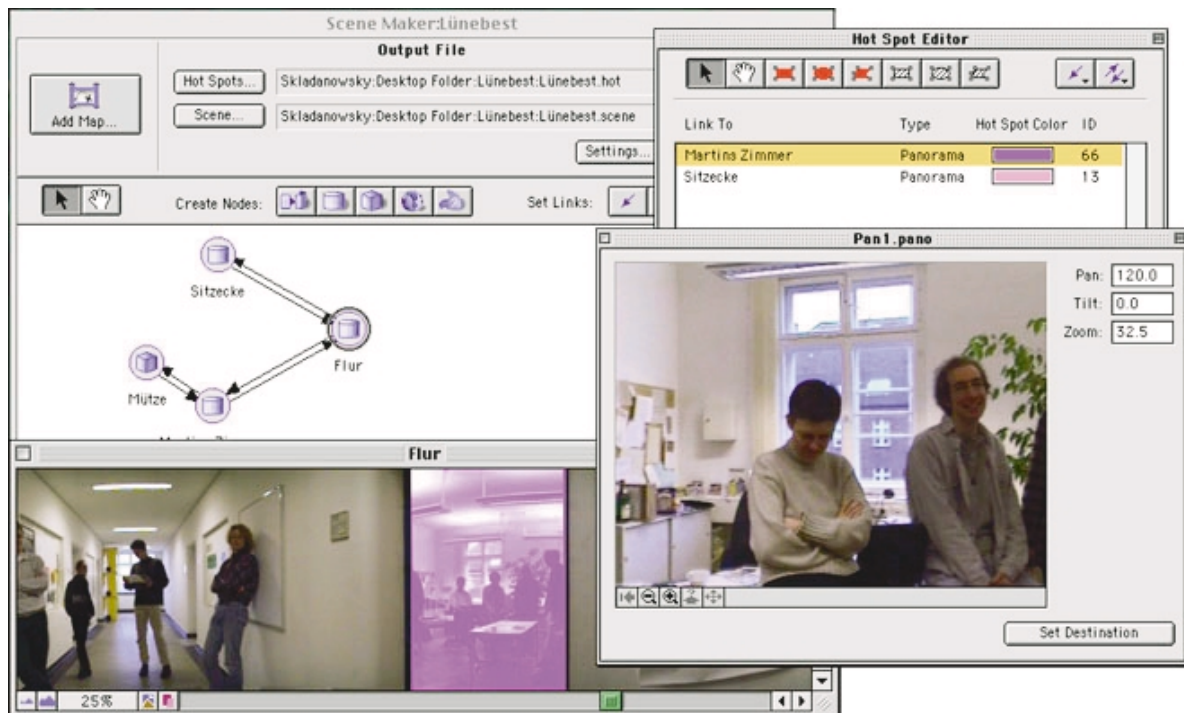 Scene Maker:Lünebest
Output File
Add Map...
Hot Spots...
Skladanowsky:Desktop Folder:Lünebest:Lünebest.hot
Scene...
Skladanowsky:Desktop Folder:Lünebest:Lünebest.scene
Settings...
Create Nodes:
Set Links:
Sitzecke
Flur
Mütze
Hot Spot Editor
Link To Type Hot Spot Color ID
Martins Zimmer Panorama 66
Sitzecke Panorama 13
Pan1.pano
Pan: 120.0
Tilt: 0.0
Zoom: 32.5
Set Destination
Flur
25%